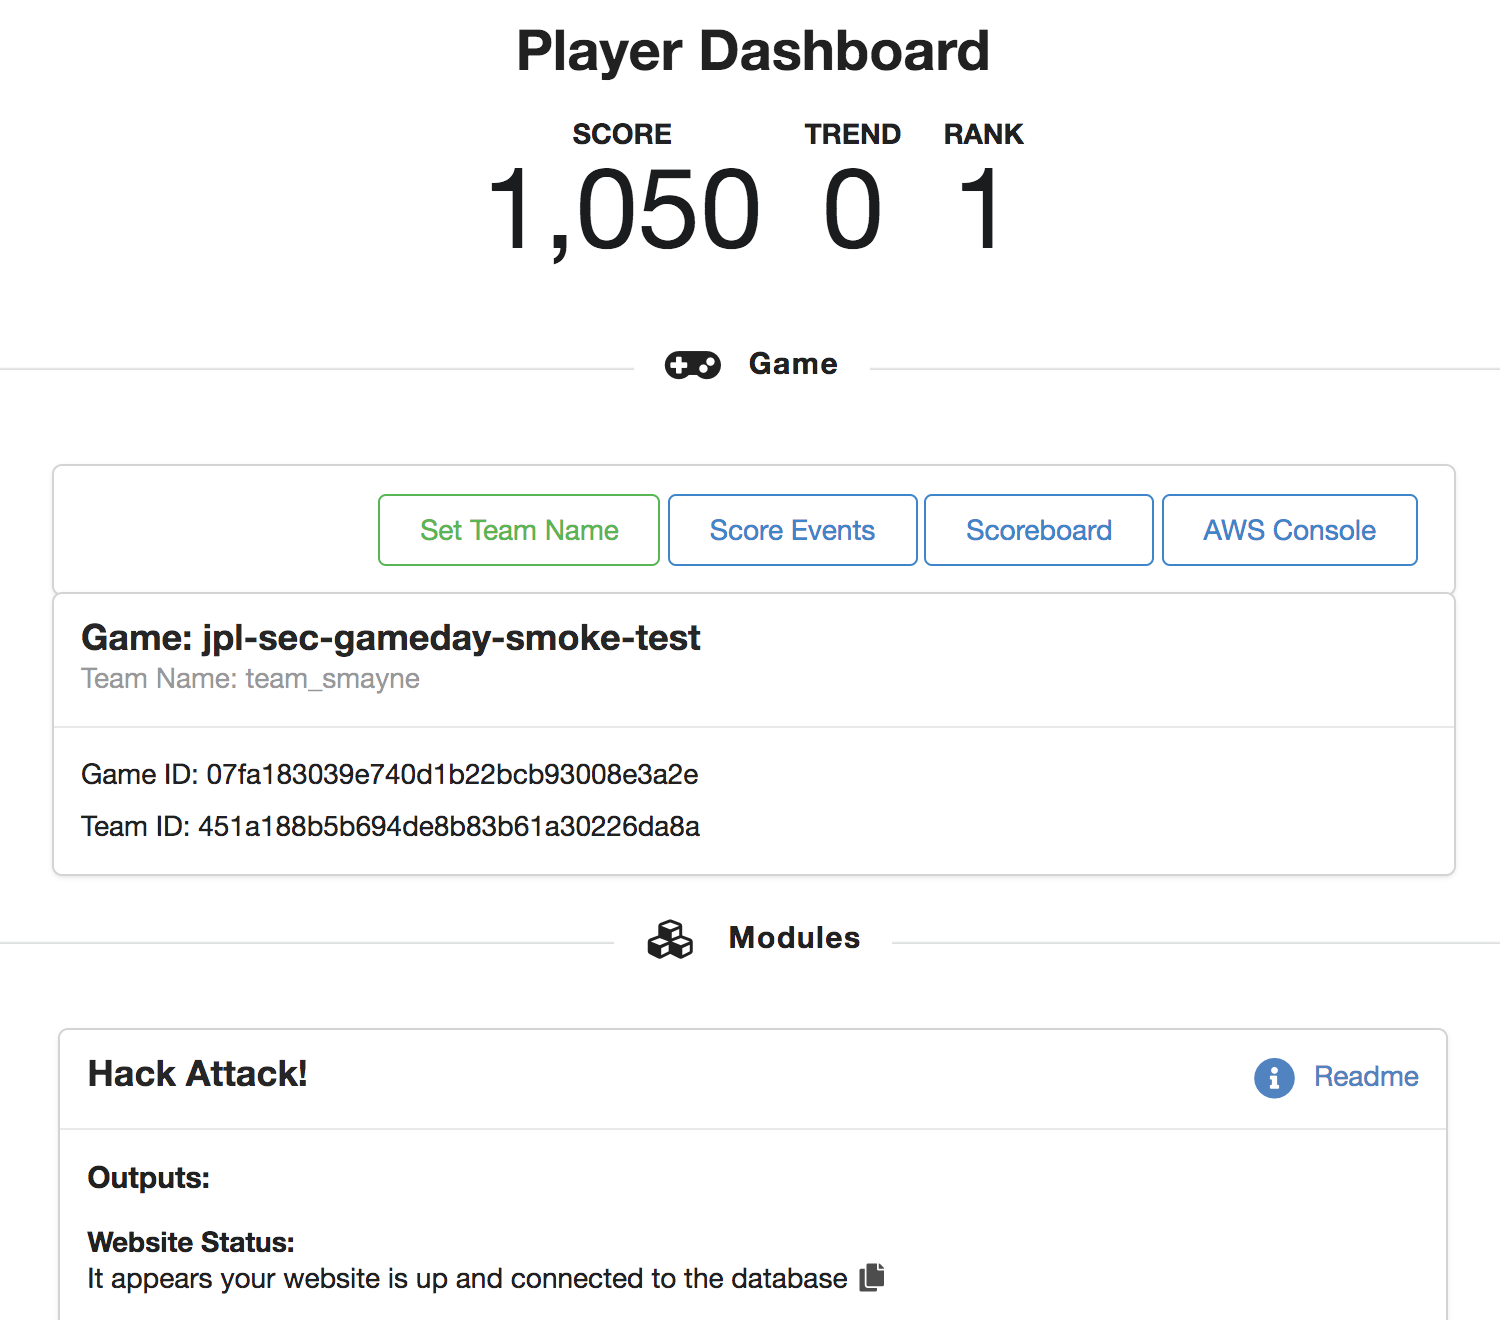 Player Dashboard
SCORE TREND RANK
1,050 0 1
Game
Set Team Name Score Events Scoreboard AWS Console
Game: jpl-sec-gameday-smoke-test
Team Name: team_smayne
Game ID: 07fa183039e740d1b22bcb93008e3a2e
Team ID: 451a188b5b694de8b83b61a30226da8a
Modules
Hack Attack! Readme
Outputs:
Website Status:
It appears your website is up and connected to the database